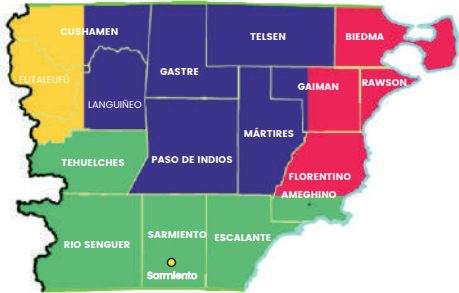 CUSHAMEN
TELSEN
BIEDMA
FUTALEUFÚ
GASTRE
GAIMAN
RAWSON
LANGUIÑEO
MÁRTIRES
TEHUELCHES
PASO DE INDIOS
FLORENTINO
AMEGHINO
RIO SENGUER
SARMIENTO
ESCALANTE
Sarmiento